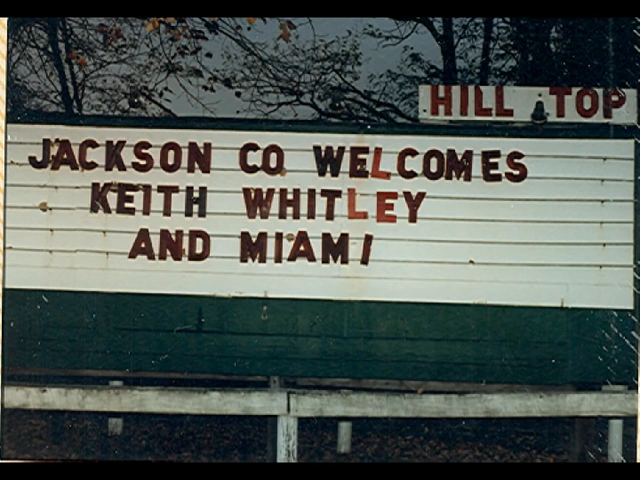 HILL TOP
JACKSON CO WELCOMES
KEITH WHITLEY
AND MIAMI